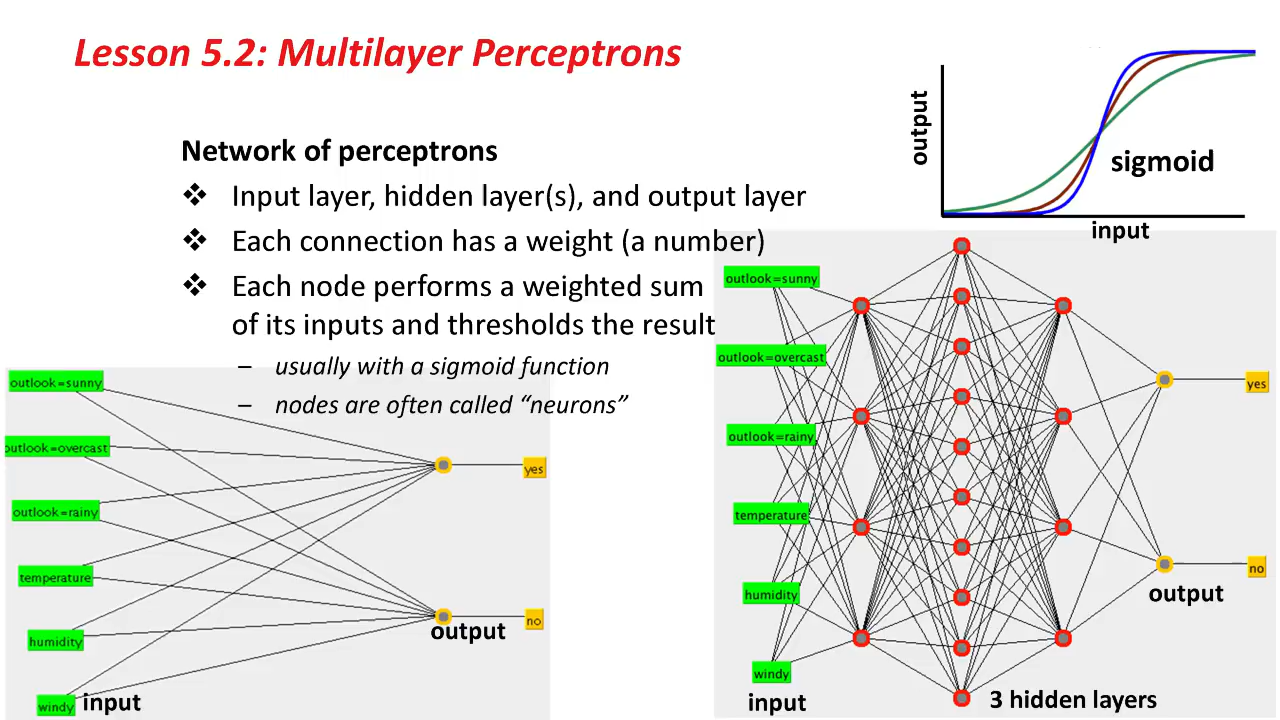 Lesson 5.2: Multilayer Perceptrons
Network of perceptrons
❖ Input layer, hidden layer(s), and output layer
❖ Each connection has a weight (a number)
❖ Each node performs a weighted sum
of its inputs and thresholds the result
– usually with a sigmoid function
– nodes are often called “neurons”
output
sigmoid
input
outlook=sunny
outlook=overcast
outlook=rainy
temperature
humidity
windy
input
yes
no
output
outlook=sunny
outlook=overcast
outlook=rainy
temperature
humidity
windy
input
3 hidden layers
yes
no
output